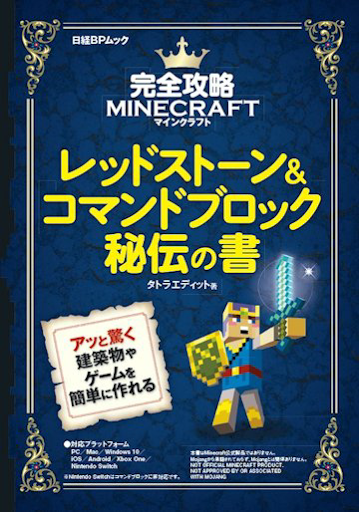 日経BPムック
完全攻略
MINECRAFT
マインクラフト
レッドストーン&
コマンドブロック
秘伝の書
タトラエディット著
アッと驚く
建築物や
ゲームを
簡単に作れる
●対応プラットフォーム
PC／Mac／Windows 10／
iOS／Android／Xbox One／
Nintendo Switch
※Nintendo Switchはコマンドブロックに非対応です。
本書はMinecraft公式製品ではありません。
Mojangから承認されておらず、Mojangとは関係ありません。
NOT OFFICIAL MINECRAFT PRODUCT.
NOT APPROVED BY OR ASSOCIATED
WITH MOJANG